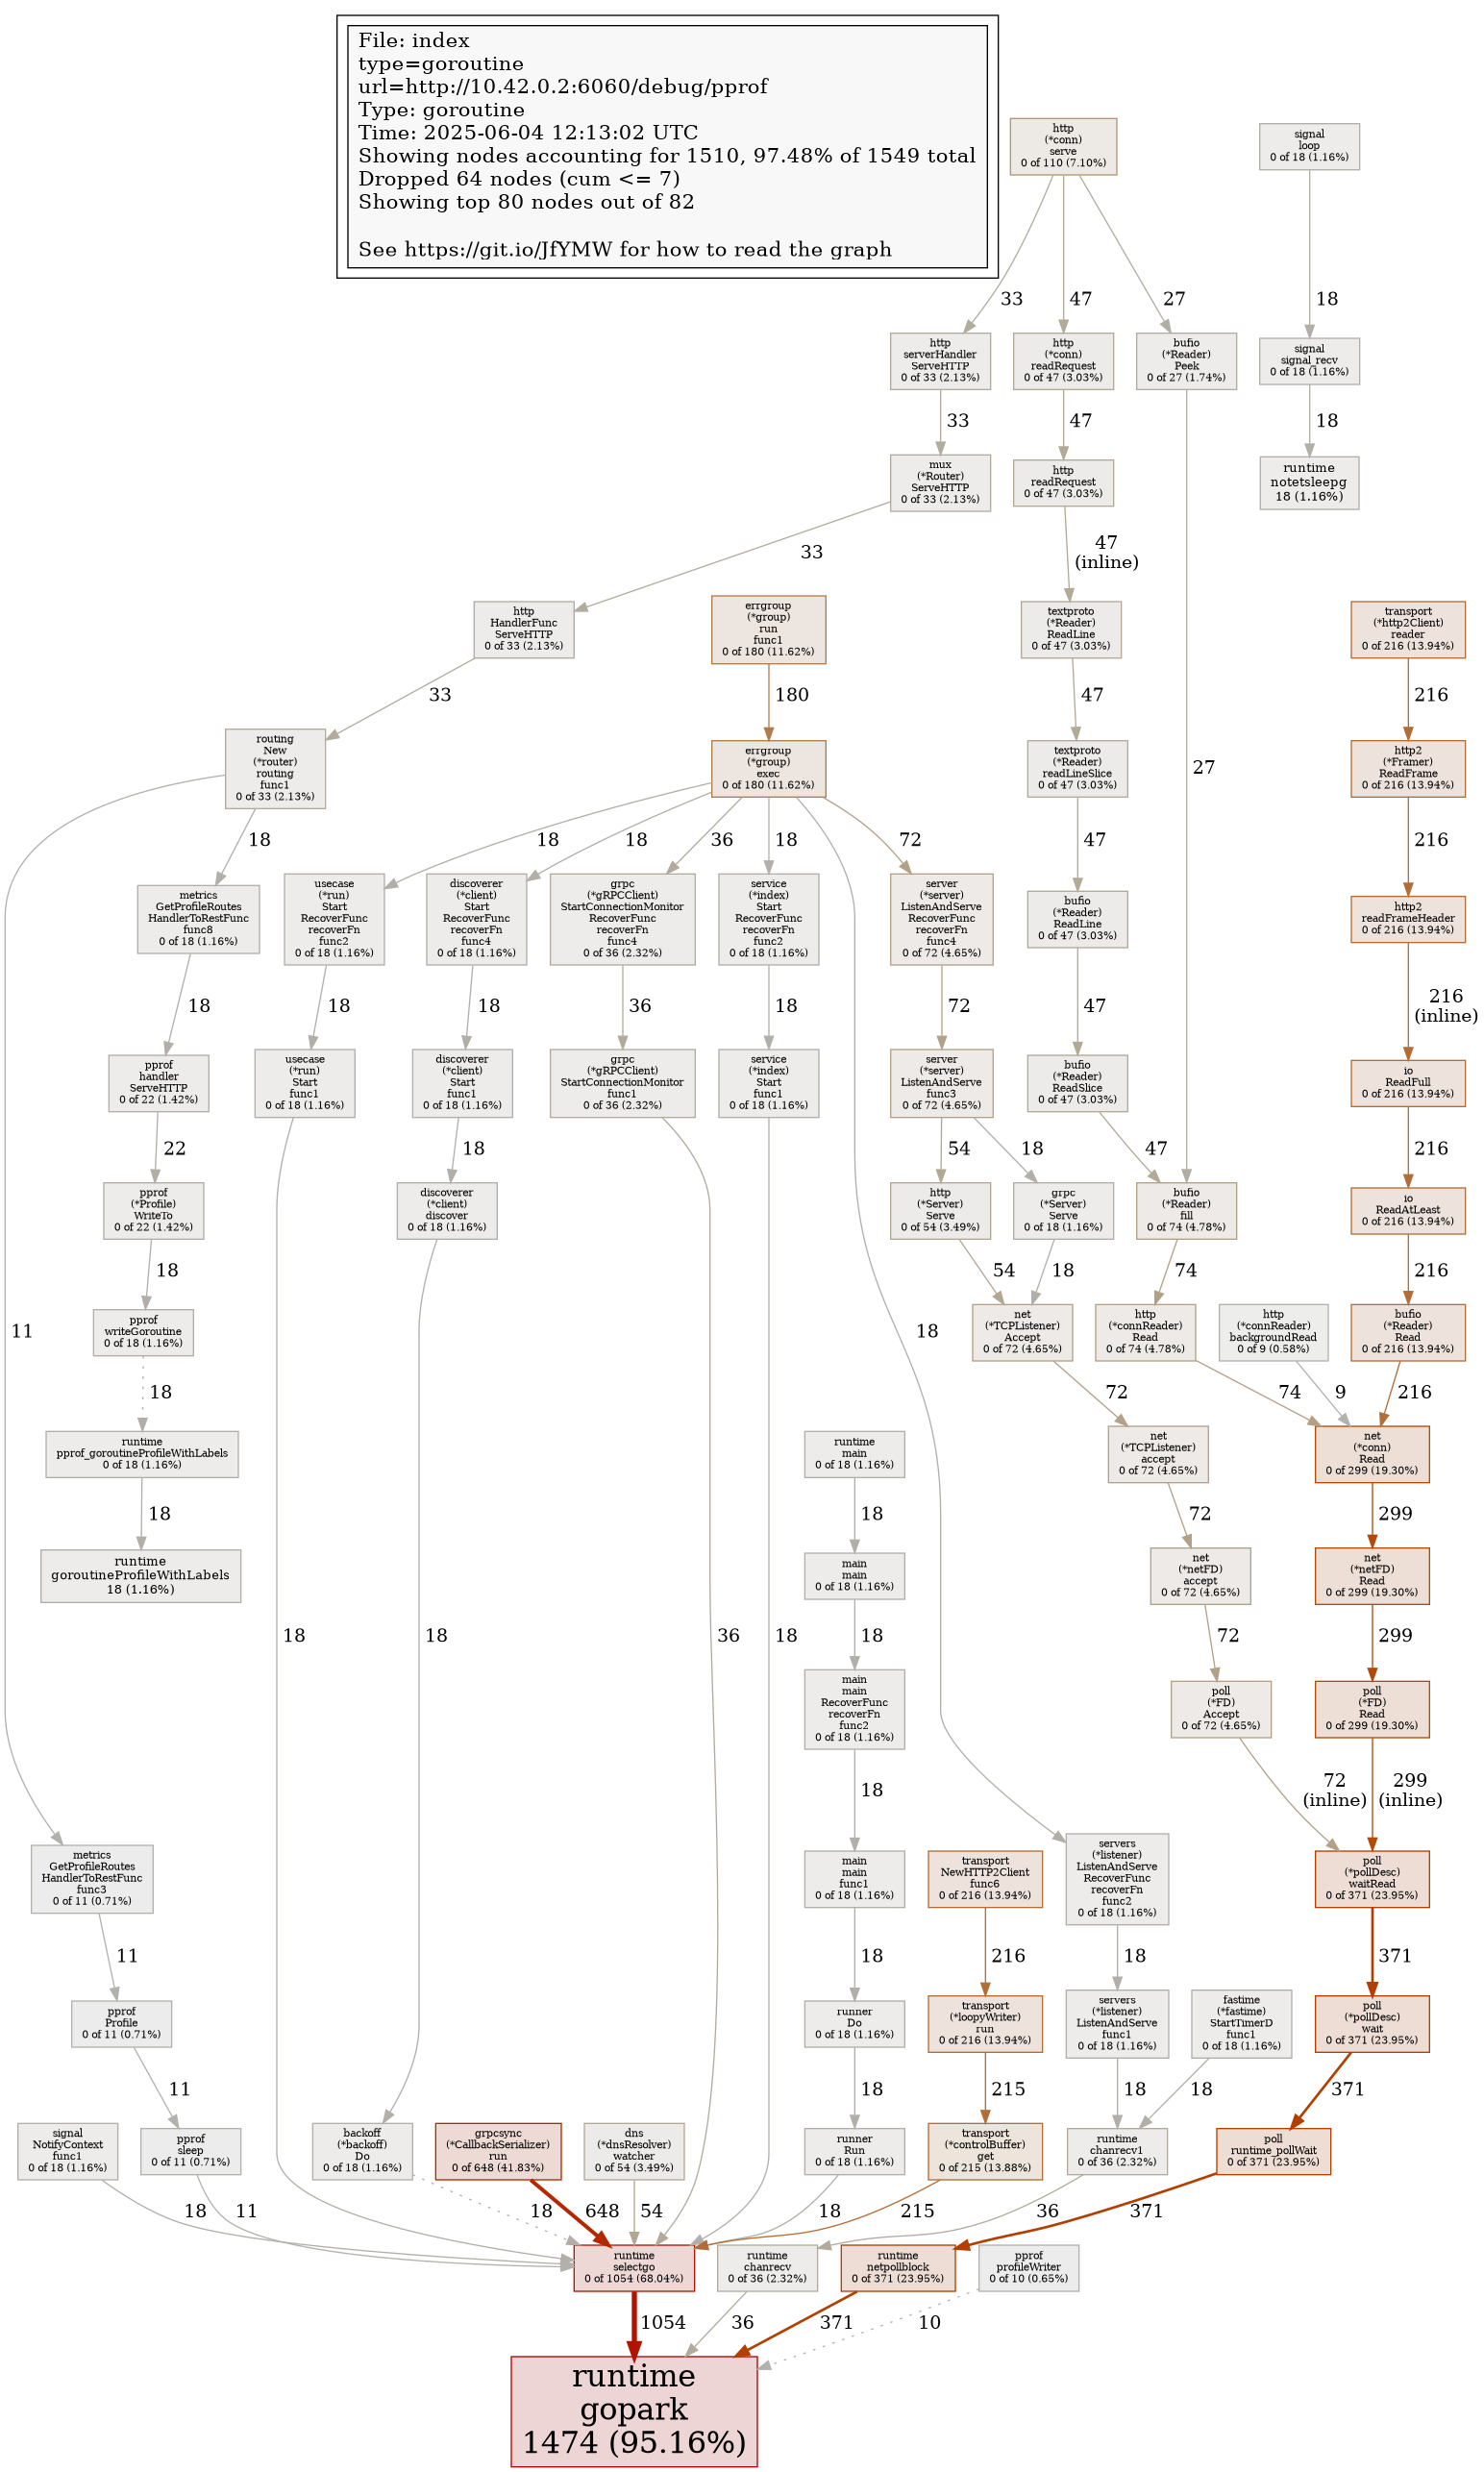 File: index
type=goroutine
url=http://10.42.0.2:6060/debug/pprof
Type: goroutine
Time: 2025-06-04 12:13:02 UTC
Showing nodes accounting for 1510, 97.48% of 1549 total
Dropped 64 nodes (cum <= 7)
Showing top 80 nodes out of 82
See https://git.io/JfYMW for how to read the graph
http
(*conn)
serve
0 of 110 (7.10%)
signal
loop
0 of 18 (1.16%)
33
47
27
18
http
serverHandler
ServeHTTP
0 of 33 (2.13%)
http
(*conn)
readRequest
0 of 47 (3.03%)
bufio
(*Reader)
Peek
0 of 27 (1.74%)
signal
signal_recv
0 of 18 (1.16%)
33
47
18
mux
(*Router)
ServeHTTP
0 of 33 (2.13%)
http
readRequest
0 of 47 (3.03%)
runtime
notetsleepg
18 (1.16%)
33
47
(inline)
http
HandlerFunc
ServeHTTP
0 of 33 (2.13%)
errgroup
(*group)
run
func1
0 of 180 (11.62%)
textproto
(*Reader)
ReadLine
0 of 47 (3.03%)
transport
(*http2Client)
reader
0 of 216 (13.94%)
33
180
47
216
routing
New
(*router)
routing
func1
0 of 33 (2.13%)
errgroup
(*group)
exec
0 of 180 (11.62%)
textproto
(*Reader)
readLineSlice
0 of 47 (3.03%)
27
http2
(*Framer)
ReadFrame
0 of 216 (13.94%)
18
18
18
36
18
72
47
216
metrics
GetProfileRoutes
HandlerToRestFunc
func8
0 of 18 (1.16%)
usecase
(*run)
Start
RecoverFunc
recoverFn
func2
0 of 18 (1.16%)
discoverer
(*client)
Start
RecoverFunc
recoverFn
func4
0 of 18 (1.16%)
grpc
(*gRPCClient)
StartConnectionMonitor
RecoverFunc
recoverFn
func4
0 of 36 (2.32%)
service
(*index)
Start
RecoverFunc
recoverFn
func2
0 of 18 (1.16%)
server
(*server)
ListenAndServe
RecoverFunc
recoverFn
func4
0 of 72 (4.65%)
bufio
(*Reader)
ReadLine
0 of 47 (3.03%)
http2
readFrameHeader
0 of 216 (13.94%)
18
18
18
36
18
72
47
216
(inline)
pprof
handler
ServeHTTP
0 of 22 (1.42%)
usecase
(*run)
Start
func1
0 of 18 (1.16%)
discoverer
(*client)
Start
func1
0 of 18 (1.16%)
grpc
(*gRPCClient)
StartConnectionMonitor
func1
0 of 36 (2.32%)
service
(*index)
Start
func1
0 of 18 (1.16%)
server
(*server)
ListenAndServe
func3
0 of 72 (4.65%)
bufio
(*Reader)
ReadSlice
0 of 47 (3.03%)
io
ReadFull
0 of 216 (13.94%)
22
18
54
18
47
216
pprof
(*Profile)
WriteTo
0 of 22 (1.42%)
discoverer
(*client)
discover
0 of 18 (1.16%)
http
(*Server)
Serve
0 of 54 (3.49%)
grpc
(*Server)
Serve
0 of 18 (1.16%)
bufio
(*Reader)
fill
0 of 74 (4.78%)
io
ReadAtLeast
0 of 216 (13.94%)
18
54
18
74
216
11
pprof
writeGoroutine
0 of 18 (1.16%)
18
net
(*TCPListener)
Accept
0 of 72 (4.65%)
http
(*connReader)
Read
0 of 74 (4.78%)
http
(*connReader)
backgroundRead
0 of 9 (0.58%)
bufio
(*Reader)
Read
0 of 216 (13.94%)
18
72
74
9
216
runtime
pprof_goroutineProfileWithLabels
0 of 18 (1.16%)
runtime
main
0 of 18 (1.16%)
net
(*TCPListener)
accept
0 of 72 (4.65%)
net
(*conn)
Read
0 of 299 (19.30%)
18
18
72
299
runtime
goroutineProfileWithLabels
18 (1.16%)
main
main
0 of 18 (1.16%)
net
(*netFD)
accept
0 of 72 (4.65%)
net
(*netFD)
Read
0 of 299 (19.30%)
18
18
36
18
18
72
299
main
main
RecoverFunc
recoverFn
func2
0 of 18 (1.16%)
poll
(*FD)
Accept
0 of 72 (4.65%)
poll
(*FD)
Read
0 of 299 (19.30%)
18
72
(inline)
299
(inline)
metrics
GetProfileRoutes
HandlerToRestFunc
func3
0 of 11 (0.71%)
main
main
func1
0 of 18 (1.16%)
transport
NewHTTP2Client
func6
0 of 216 (13.94%)
servers
(*listener)
ListenAndServe
RecoverFunc
recoverFn
func2
0 of 18 (1.16%)
poll
(*pollDesc)
waitRead
0 of 371 (23.95%)
11
18
216
18
371
pprof
Profile
0 of 11 (0.71%)
runner
Do
0 of 18 (1.16%)
transport
(*loopyWriter)
run
0 of 216 (13.94%)
servers
(*listener)
ListenAndServe
func1
0 of 18 (1.16%)
fastime
(*fastime)
StartTimerD
func1
0 of 18 (1.16%)
poll
(*pollDesc)
wait
0 of 371 (23.95%)
11
18
215
18
18
371
signal
NotifyContext
func1
0 of 18 (1.16%)
pprof
sleep
0 of 11 (0.71%)
backoff
(*backoff)
Do
0 of 18 (1.16%)
grpcsync
(*CallbackSerializer)
run
0 of 648 (41.83%)
dns
(*dnsResolver)
watcher
0 of 54 (3.49%)
runner
Run
0 of 18 (1.16%)
transport
(*controlBuffer)
get
0 of 215 (13.88%)
runtime
chanrecv1
0 of 36 (2.32%)
poll
runtime_pollWait
0 of 371 (23.95%)
18
11
18
648
54
18
215
36
371
runtime
selectgo
0 of 1054 (68.04%)
runtime
chanrecv
0 of 36 (2.32%)
runtime
netpollblock
0 of 371 (23.95%)
pprof
profileWriter
0 of 10 (0.65%)
1054
36
371
10
runtime
gopark
1474 (95.16%)